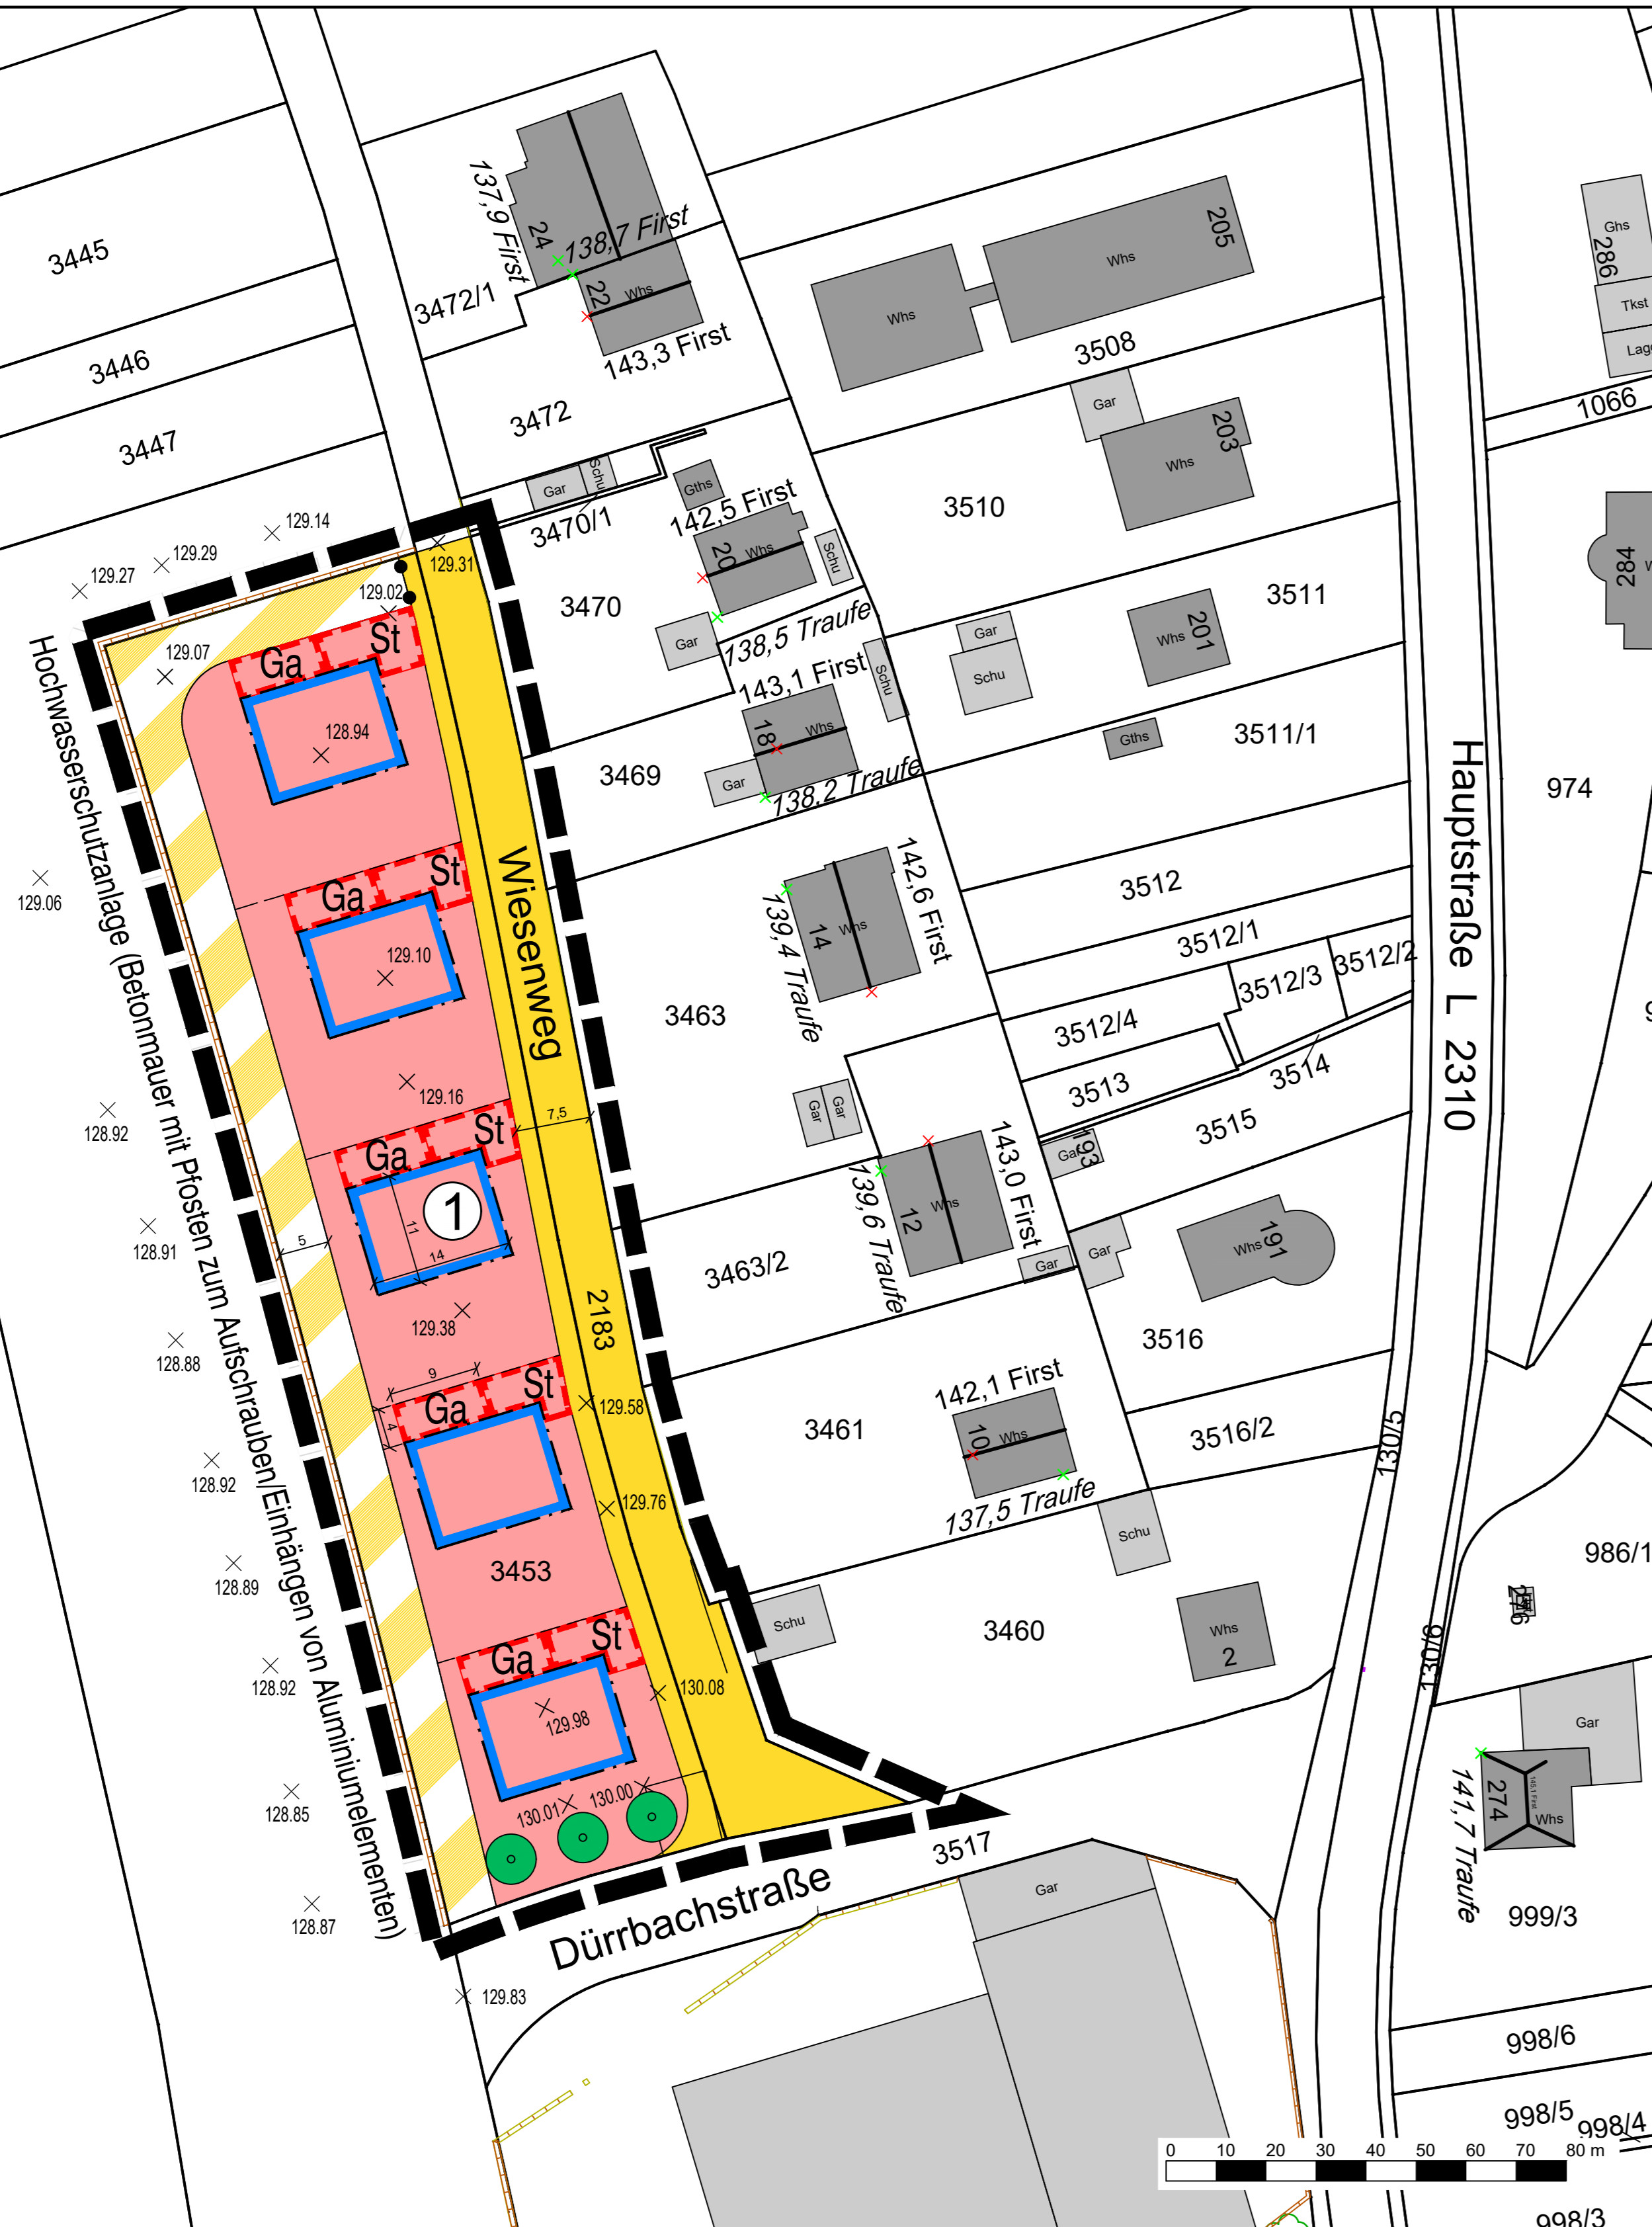 3445
3446
3447
3472/1
3472
137,9 First
24
138,7 First
22
Whs
143,3 First
205
Whs
Whs
3508
Ghs
286
Tkst
1066
Gar
203
Whs
3510
Gar
Schu
3470/1
Gths
142,5 First
20
Whs
Schu
3470
Gar
138,5 Traufe
143,1 First
Schu
18
Whs
3469
Gar
138,2 Traufe
Gar
Schu
3511
Whs
201
Gths
3511/1
284
974
129.14
129.29
129.27
129.31
129.02
129.07
Ga
St
128.94
Hochwasserschutzanlage (Betonmauer mit Pfosten zum Aufschrauben/Einhängen von Aluminiumelementen)
Wiesenweg
Hauptstraße L 2310
129.06
Ga
St
129.10
129.16
128.92
7,5
3463
142,6 First
14
Whs
139,4 Traufe
3512
3512/1
3512/2
3512/3
3512/4
3513
3514
3515
Gar
Gar
Ga
St
1
11
14
5
128.91
2183
129.38
128.88
143,0 First
12
Whs
139,6 Traufe
193
Gar
Gar
Whs
191
3463/2
3516
3516/2
9
4
Ga
St
129.58
129.76
128.92
3461
142,1 First
10
Whs
137,5 Traufe
130/5
Schu
3453
128.89
986/1
Schu
3460
Whs
2
130/6
Ga
St
129.98
130.08
128.92
Gar
130.01
130.00
128.85
141,7 Traufe
274
145,1 First
Whs
3517
Dürrbachstraße
Gar
128.87
129.83
999/3
998/6
998/5
998/4
998/3
0 10 20 30 40 50 60 70 80 m